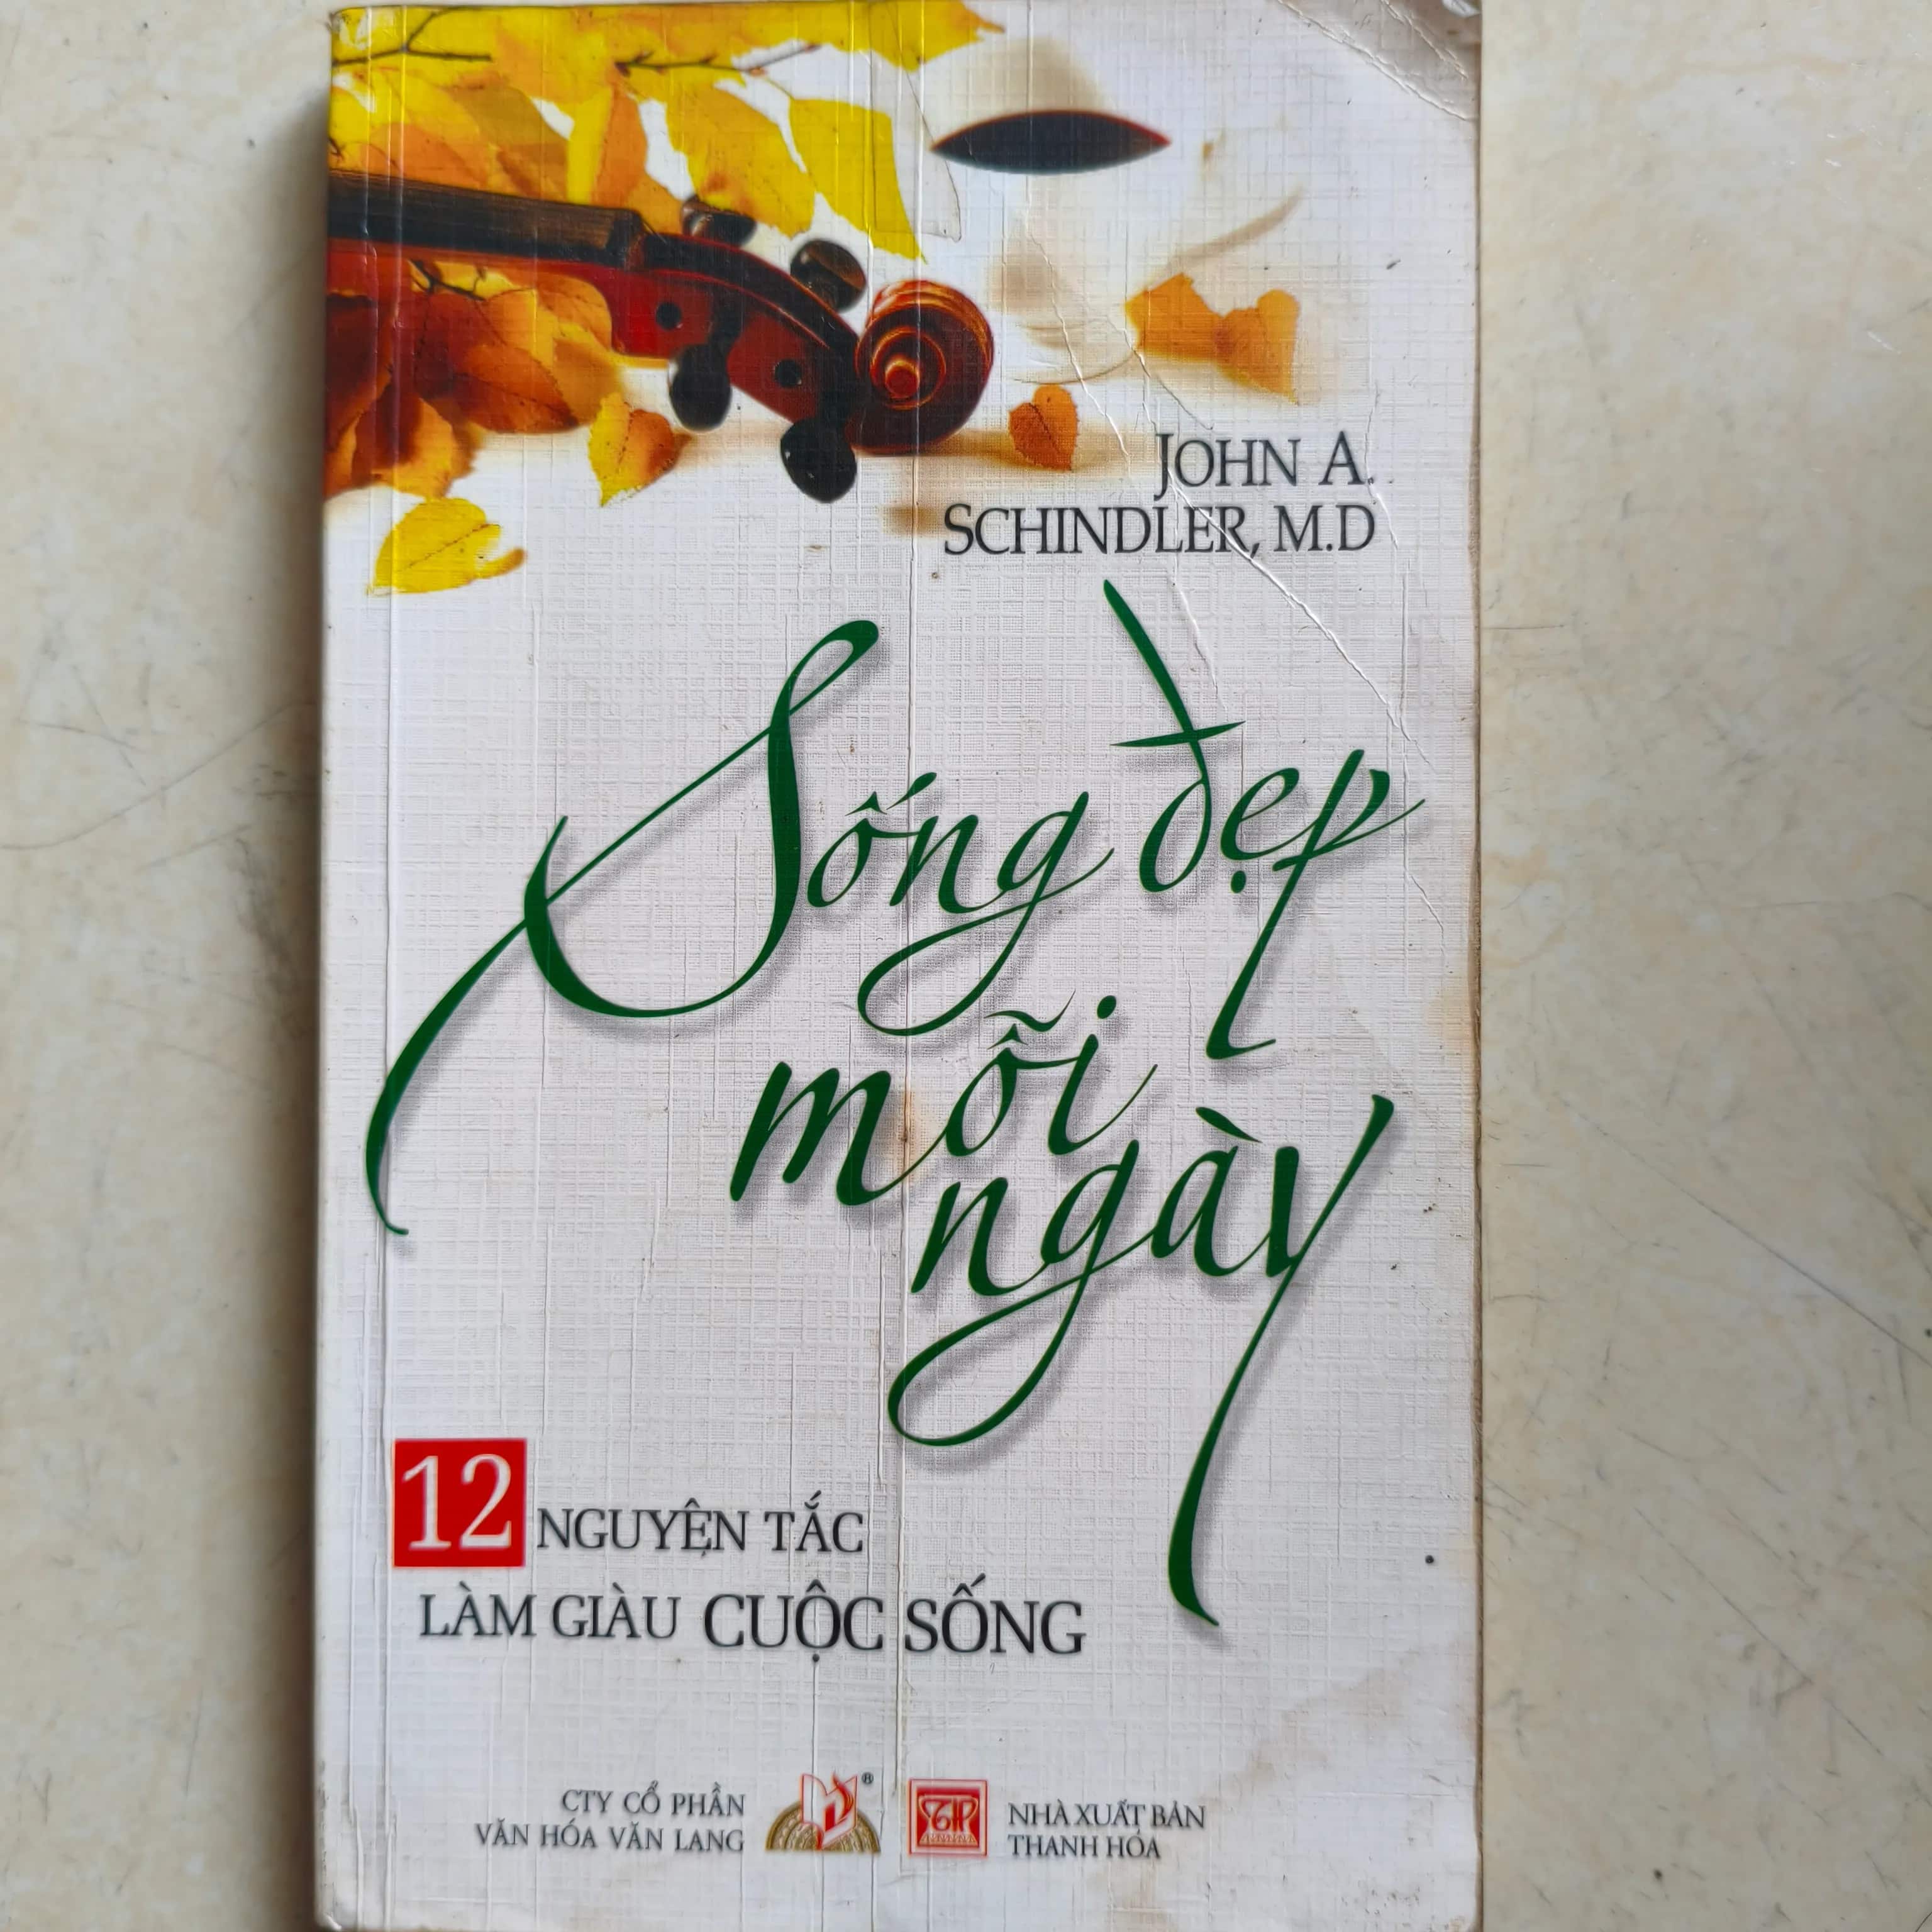 JOHN A.
SCHINDLER, M.D
Sống đẹp
mỗi
ngày
12 NGUYÊN TẮC
LÀM GIÀU CUỘC SỐNG
CTY CỔ PHẦN
VĂN HÓA VĂN LANG
®
NHÀ XUẤT BẢN
THANH HÓA